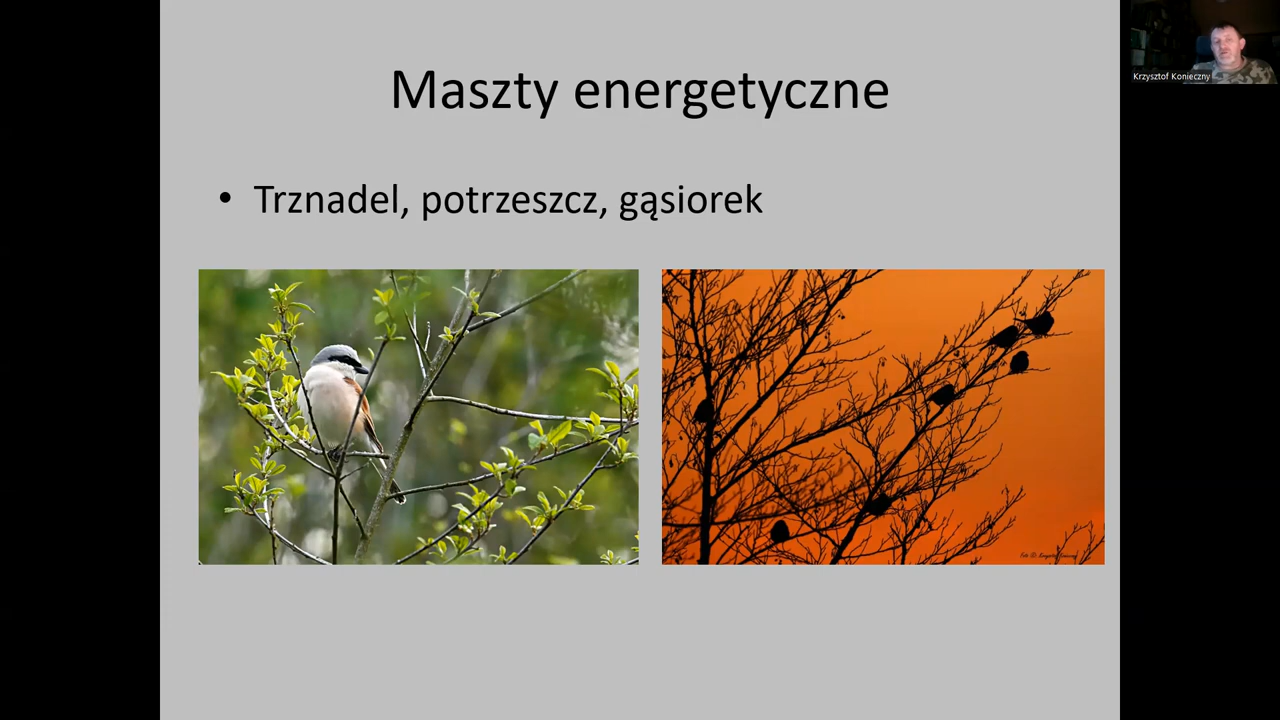 Maszty energetyczne
Krzysztof Konieczny
• Trznadel, potrzeszcz, gąsiorek